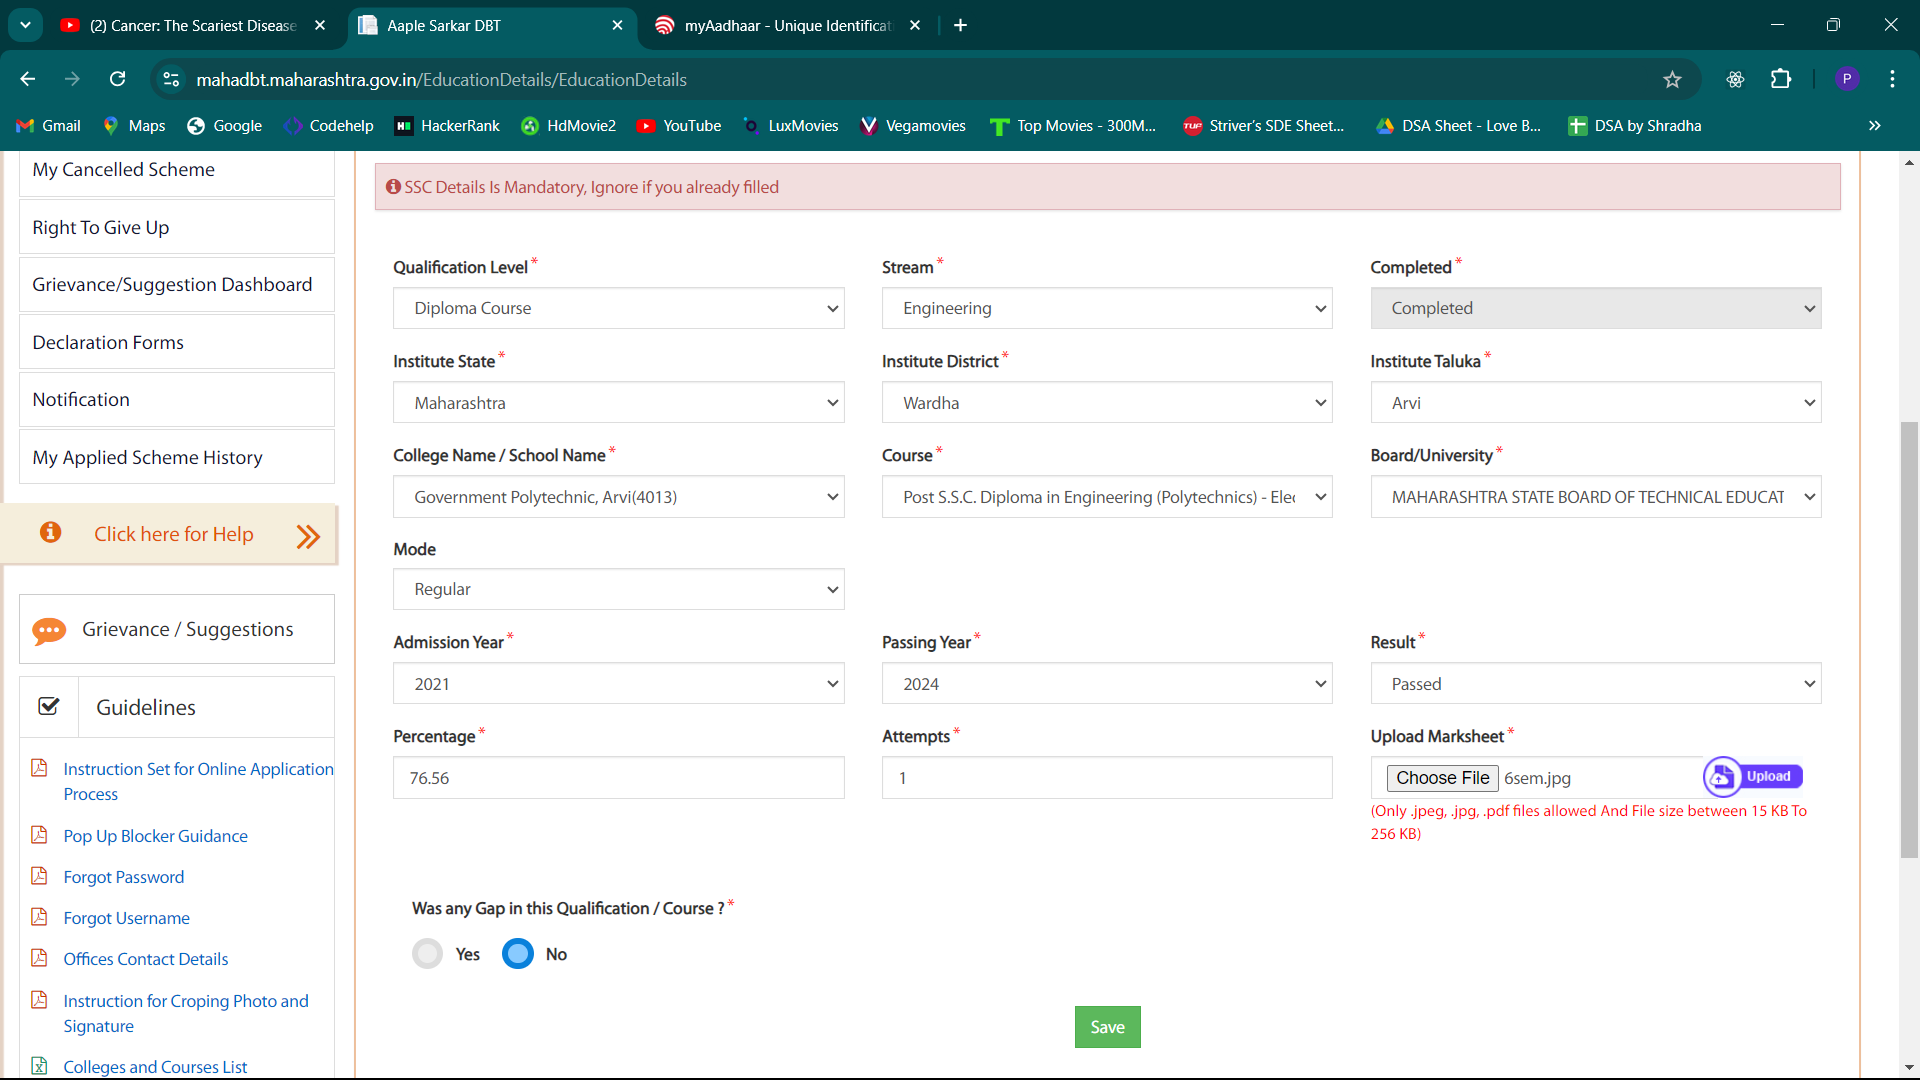 (2) Cancer: The Scariest Disease
Aaple Sarkar DBT
myAadhaar - Unique Identificat
mahadbt.maharashtra.gov.in/EducationDetails/EducationDetails
P
Gmail
Maps
Google
Codehelp
HackerRank
HdMovie2
YouTube
LuxMovies
Vegamovies
Top Movies - 300M...
TUF
Striver's SDE Sheet...
DSA Sheet - Love B...
DSA by Shradha
My Cancelled Scheme
Right To Give Up
Grievance/Suggestion Dashboard
Declaration Forms
Notification
My Applied Scheme History
Click here for Help
Grievance / Suggestions
Guidelines
Instruction Set for Online Application
Process
Pop Up Blocker Guidance
Forgot Password
Forgot Username
Offices Contact Details
Instruction for Croping Photo and
Signature
Colleges and Courses List
SSC Details Is Mandatory, Ignore if you already filled
Qualification Level *
Stream *
Completed *
Diploma Course
Engineering
Completed
Institute State *
Institute District *
Institute Taluka *
Maharashtra
Wardha
Arvi
College Name / School Name *
Course *
Board/University *
Government Polytechnic, Arvi(4013)
Post S.S.C. Diploma in Engineering (Polytechnics) - Elec
MAHARASHTRA STATE BOARD OF TECHNICAL EDUCAT
Mode
Regular
Admission Year *
Passing Year *
Result *
2021
2024
Passed
Percentage *
Attempts *
Upload Marksheet *
76.56
1
Choose File 6sem.jpg
Upload
(Only .jpeg, .jpg, .pdf files allowed And File size between 15 KB To
256 KB)
Was any Gap in this Qualification / Course ? *
Yes
No
Save